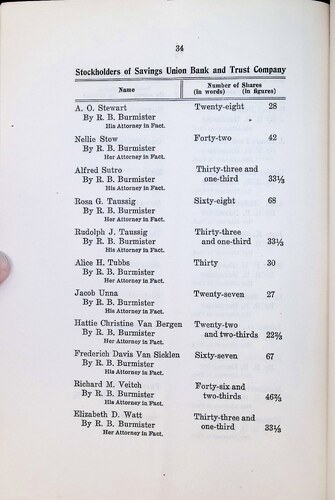 34
Stockholders of Savings Union Bank and Trust Company
Name Number of Shares
(in words) (in figures)
A. O. Stewart Twenty-eight 28
By R. B. Burmister
His Attorney in Fact.
Nellie Stow Forty-two 42
By R. B. Burmister
Her Attorney in Fact.
Alfred Sutro Thirty-three and
By R. B. Burmister one-third 33⅓
His Attorney in Fact.
Rosa G. Taussig Sixty-eight 68
By R. B. Burmister
Her Attorney in Fact.
Rudolph J. Taussig Thirty-three
By R. B. Burmister and one-third 33⅓
His Attorney in Fact.
Alice H. Tubbs Thirty 30
By R. B. Burmister
Her Attorney in Fact.
Jacob Unna Twenty-seven 27
By R. B. Burmister
His Attorney in Fact.
Hattie Christine Van Bergen Twenty-two
By R. B. Burmister and two-thirds 22⅔
Her Attorney in Fact.
Frederich Davis Van Sicklen Sixty-seven 67
By R. B. Burmister
His Attorney in Fact.
Richard M. Veitch Forty-six and
By R. B. Burmister two-thirds 46⅔
His Attorney in Fact.
Elizabeth D. Watt Thirty-three and
By R. B. Burmister one-third 33⅓
Her Attorney in Fact.